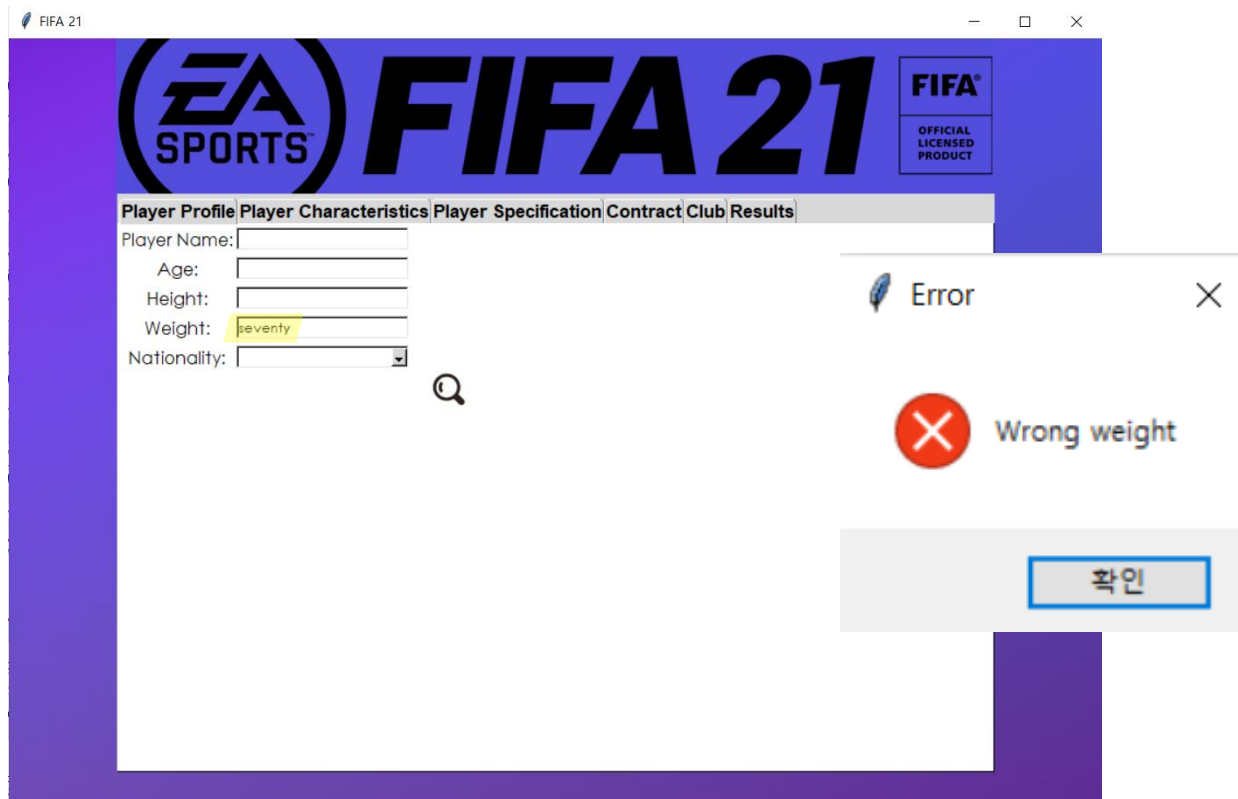 FIFA 21
EA
SPORTS™
FIFA 21
FIFA®
OFFICIAL
LICENSED
PRODUCT
Player Profile Player Characteristics Player Specification Contract Club Results
Player Name:
Age:
Height:
Weight: seventy
Nationality:
Error
Wrong weight
확인